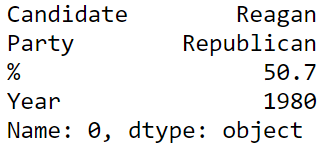 Candidate Reagan
Party Republican
% 50.7
Year 1980
Name: 0, dtype: object